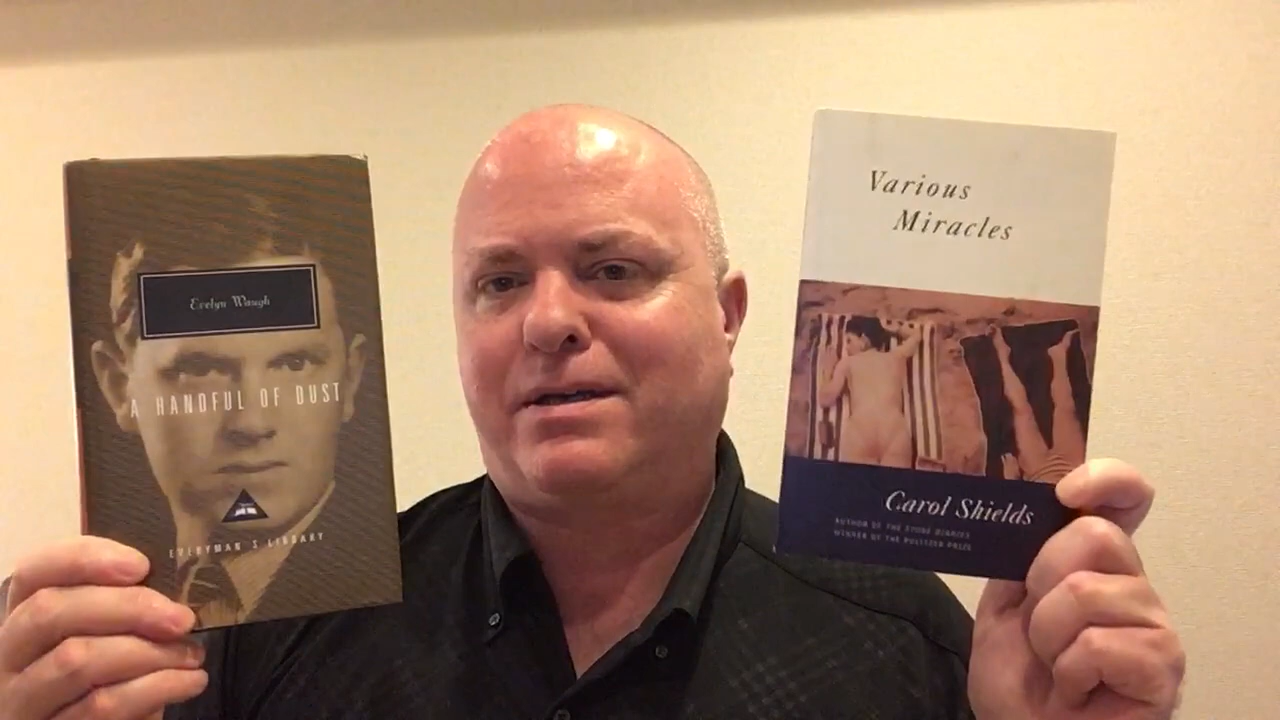 Evelyn Waugh
A HANDFUL OF DUST
EVERYMAN'S LIBRARY
Various
Miracles
Carol Shields
AUTHOR OF THE STONE DIARIES
WINNER OF THE PULITZER PRIZE